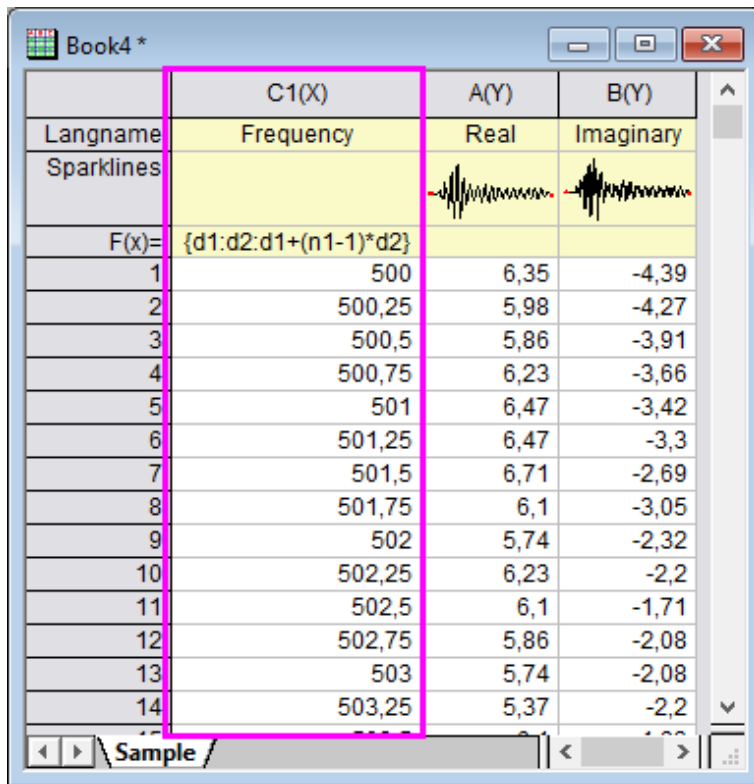 Book4 *
C1(X) A(Y) B(Y)
Langname Frequency Real Imaginary
Sparklines
F(x)= {d1:d2:d1+(n1-1)*d2}
1 500 6,35 -4,39
2 500,25 5,98 -4,27
3 500,5 5,86 -3,91
4 500,75 6,23 -3,66
5 501 6,47 -3,42
6 501,25 6,47 -3,3
7 501,5 6,71 -2,69
8 501,75 6,1 -3,05
9 502 5,74 -2,32
10 502,25 6,23 -2,2
11 502,5 6,1 -1,71
12 502,75 5,86 -2,08
13 503 5,74 -2,08
14 503,25 5,37 -2,2
Sample